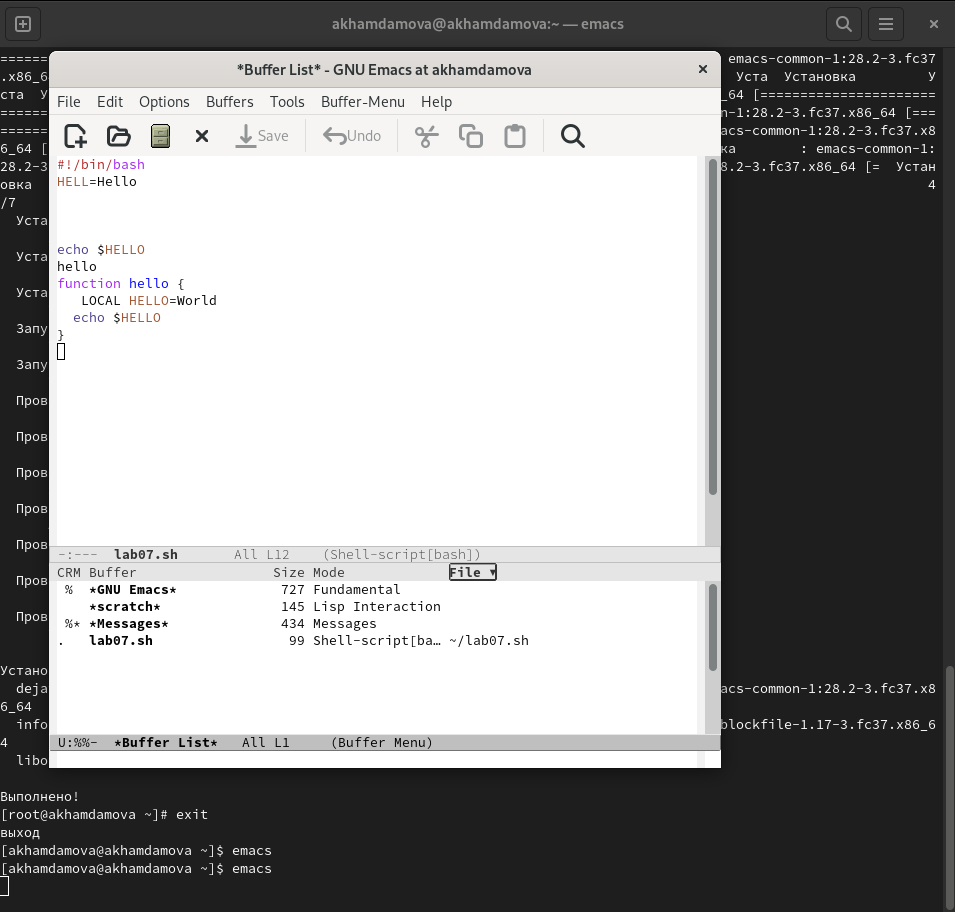 akhamdamova@akhamdamova:~ — emacs
*Buffer List* - GNU Emacs at akhamdamova
File Edit Options Buffers Tools Buffer-Menu Help
Save Undo
#!/bin/bash
HELL=Hello
echo $HELLO
hello
function hello {
LOCAL HELLO=World
echo $HELLO
}
-:--- lab07.sh All L12 (Shell-script[bash])
CRM Buffer Size Mode File ▾
% *GNU Emacs* 727 Fundamental
*scratch* 145 Lisp Interaction
%* *Messages* 434 Messages
. lab07.sh 99 Shell-script[ba… ~/lab07.sh
U:%%- *Buffer List* All L1 (Buffer Menu)
====== emacs-common-1:28.2-3.fc37
.x86_6 Уста Установка У
ста У _64 [======================
====== n-1:28.2-3.fc37.x86_64 [===
====== acs-common-1:28.2-3.fc37.x8
6_64 [ ка : emacs-common-1:
28.2-3 8.2-3.fc37.x86_64 [= Устан
овка 4
/7
Уста
Уста
Уста
Запу
Запу
Пров
Пров
Пров
Пров
Пров
Пров
Пров
Устано
deja acs-common-1:28.2-3.fc37.x8
6_64
info blockfile-1.17-3.fc37.x86_6
4
libo
Выполнено!
[root@akhamdamova ~]# exit
выход
[akhamdamova@akhamdamova ~]$ emacs
[akhamdamova@akhamdamova ~]$ emacs